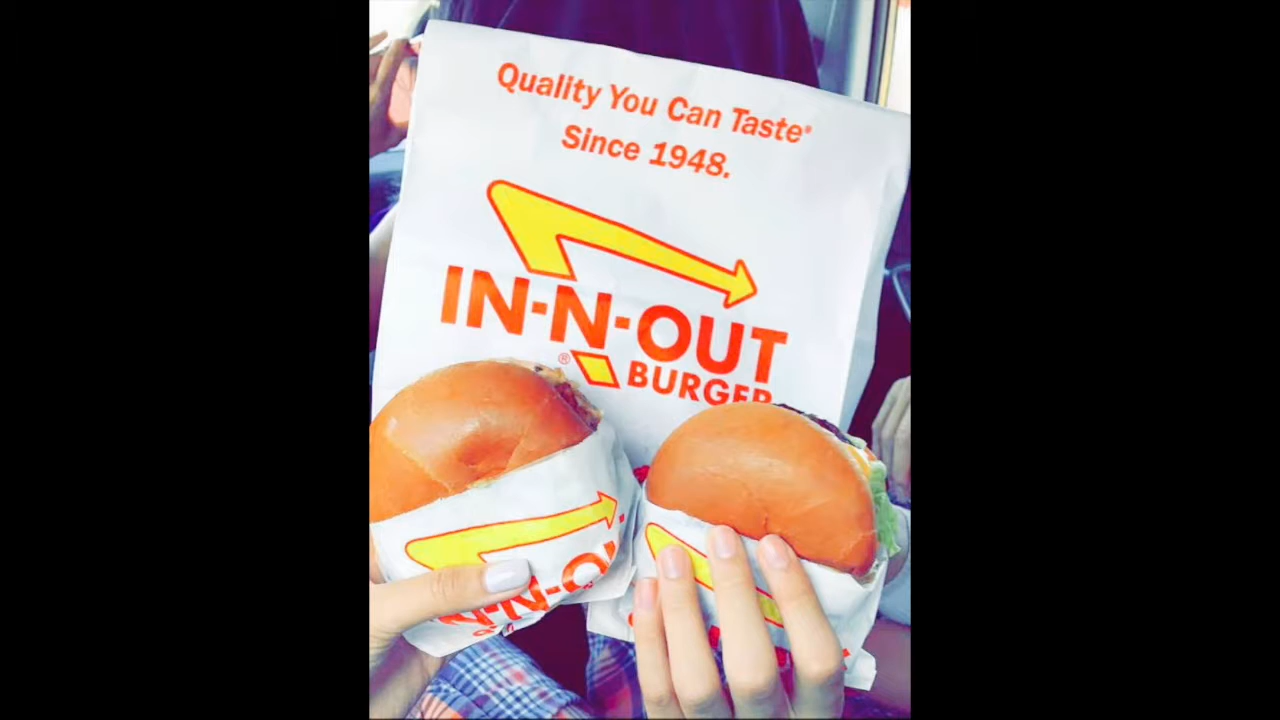 Quality You Can Taste®
Since 1948.
IN-N-OUT
® BURGER
N-N-O